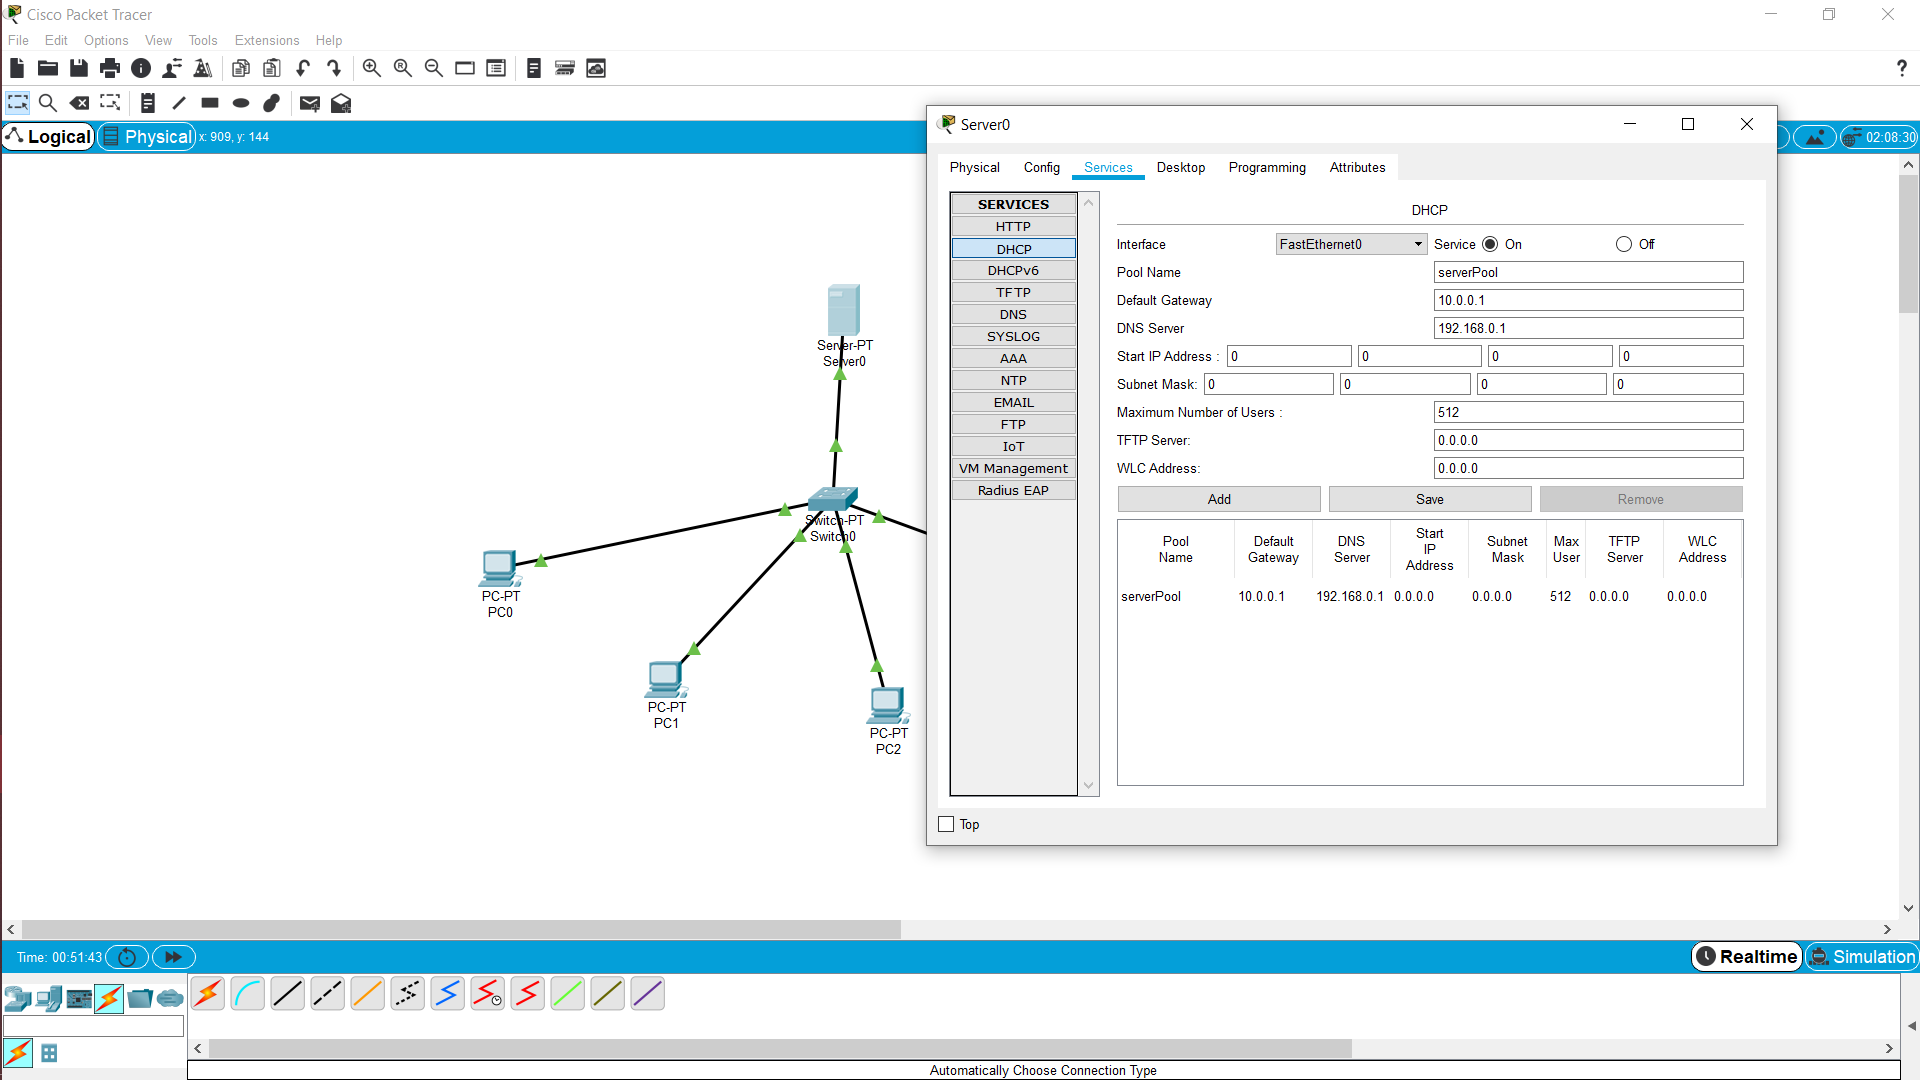 Cisco Packet Tracer
File Edit Options View Tools Extensions Help
Logical Physical x: 909, y: 144
02:08:30
Server-PT
Server0
Switch-PT
Switch0
PC-PT
PC0
PC-PT
PC1
PC-PT
PC2
Server0
Physical Config Services Desktop Programming Attributes
SERVICES
HTTP
DHCP
DHCPv6
TFTP
DNS
SYSLOG
AAA
NTP
EMAIL
FTP
IoT
VM Management
Radius EAP
DHCP
Interface FastEthernet0 Service On Off
Pool Name serverPool
Default Gateway 10.0.0.1
DNS Server 192.168.0.1
Start IP Address : 0 0 0 0
Subnet Mask: 0 0 0 0
Maximum Number of Users : 512
TFTP Server: 0.0.0.0
WLC Address: 0.0.0.0
Add Save Remove
Pool Name Default Gateway DNS Server Start IP Address Subnet Mask Max User TFTP Server WLC Address
serverPool 10.0.0.1 192.168.0.1 0.0.0.0 0.0.0.0 512 0.0.0.0 0.0.0.0
Top
Time: 00:51:43
Realtime Simulation
Automatically Choose Connection Type